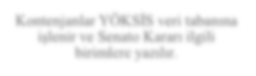 Kontenjanlar YÖKSİS veri tabanına
işlenir ve Senato Kararı ilgili
birimlere yazılır.